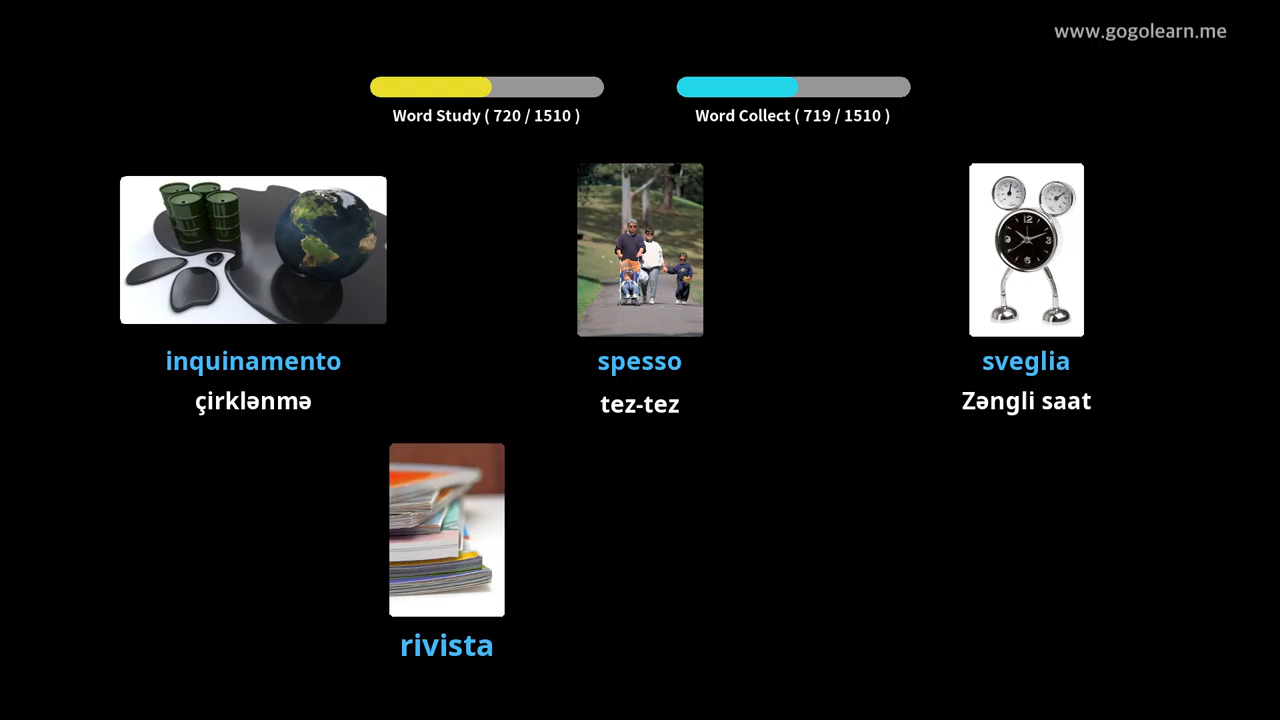 www.gogolearn.me
Word Study ( 720 / 1510 )
Word Collect ( 719 / 1510 )
inquinamento
çirklənmə
spesso
tez-tez
sveglia
Zəngli saat
rivista